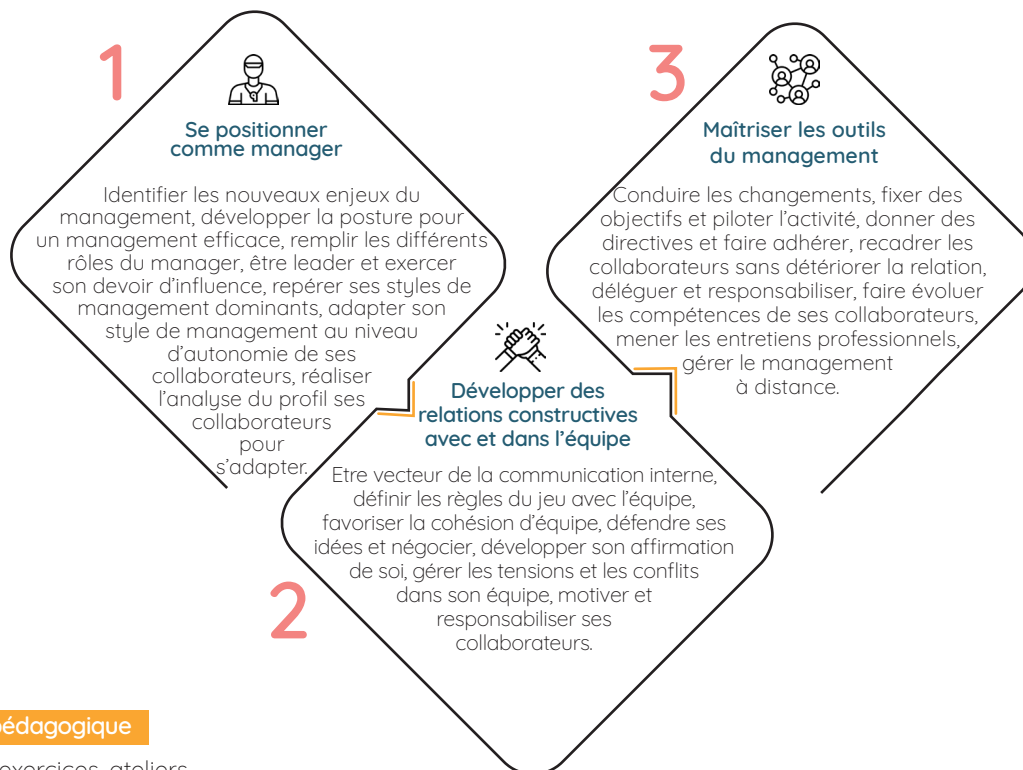 1
Se positionner
comme manager
Identifier les nouveaux enjeux du
management, développer la posture pour
un management efficace, remplir les différents
rôles du manager, être leader et exercer
son devoir d’influence, repérer ses styles de
management dominants, adapter son
style de management au niveau
d’autonomie de ses
collaborateurs, réaliser
l’analyse du profil ses
collaborateurs
pour
s’adapter.
2
Développer des
relations constructives
avec et dans l’équipe
Etre vecteur de la communication interne,
définir les règles du jeu avec l’équipe,
favoriser la cohésion d’équipe, défendre ses
idées et négocier, développer son affirmation
de soi, gérer les tensions et les conflits
dans son équipe, motiver et
responsabiliser ses
collaborateurs.
3
Maîtriser les outils
du management
Conduire les changements, fixer des
objectifs et piloter l’activité, donner des
directives et faire adhérer, recadrer les
collaborateurs sans détériorer la relation,
déléguer et responsabiliser, faire évoluer
les compétences de ses collaborateurs,
mener les entretiens professionnels,
gérer le management
à distance.
pédagogique
exercices, ateliers